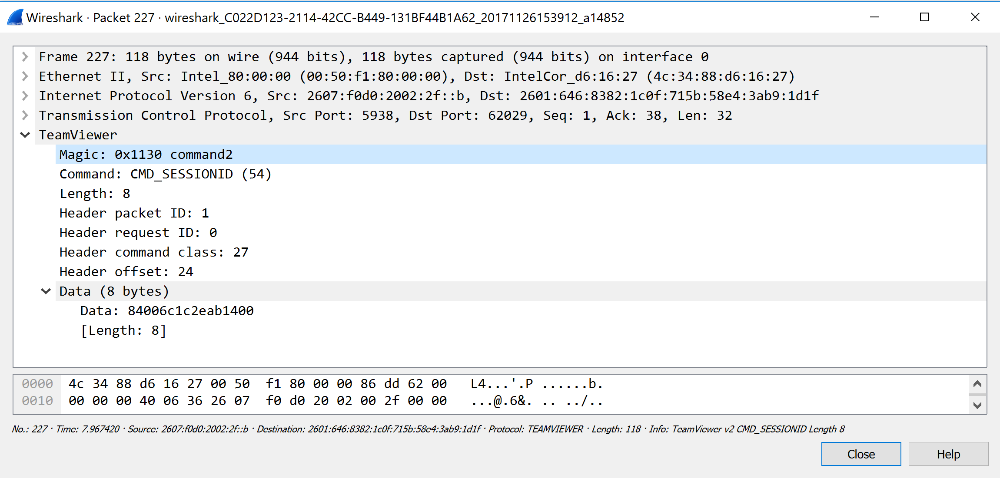 Wireshark · Packet 227 · wireshark_C022D123-2114-42CC-B449-131BF44B1A62_20171126153912_a14852
Frame 227: 118 bytes on wire (944 bits), 118 bytes captured (944 bits) on interface 0
Ethernet II, Src: Intel_80:00:00 (00:50:f1:80:00:00), Dst: IntelCor_d6:16:27 (4c:34:88:d6:16:27)
Internet Protocol Version 6, Src: 2607:f0d0:2002:2f::b, Dst: 2601:646:8382:1c0f:715b:58e4:3ab9:1d1f
Transmission Control Protocol, Src Port: 5938, Dst Port: 62029, Seq: 1, Ack: 38, Len: 32
TeamViewer
Magic: 0x1130 command2
Command: CMD_SESSIONID (54)
Length: 8
Header packet ID: 1
Header request ID: 0
Header command class: 27
Header offset: 24
Data (8 bytes)
Data: 84006c1c2eab1400
[Length: 8]
0000 4c 34 88 d6 16 27 00 50 f1 80 00 00 86 dd 62 00 L4...'.P ......b.
0010 00 00 00 40 06 36 26 07 f0 d0 20 02 00 2f 00 00 ...@.6&. .. ../..
No.: 227 · Time: 7.967420 · Source: 2607:f0d0:2002:2f::b · Destination: 2601:646:8382:1c0f:715b:58e4:3ab9:1d1f · Protocol: TEAMVIEWER · Length: 118 · Info: TeamViewer v2 CMD_SESSIONID Length 8
Close Help